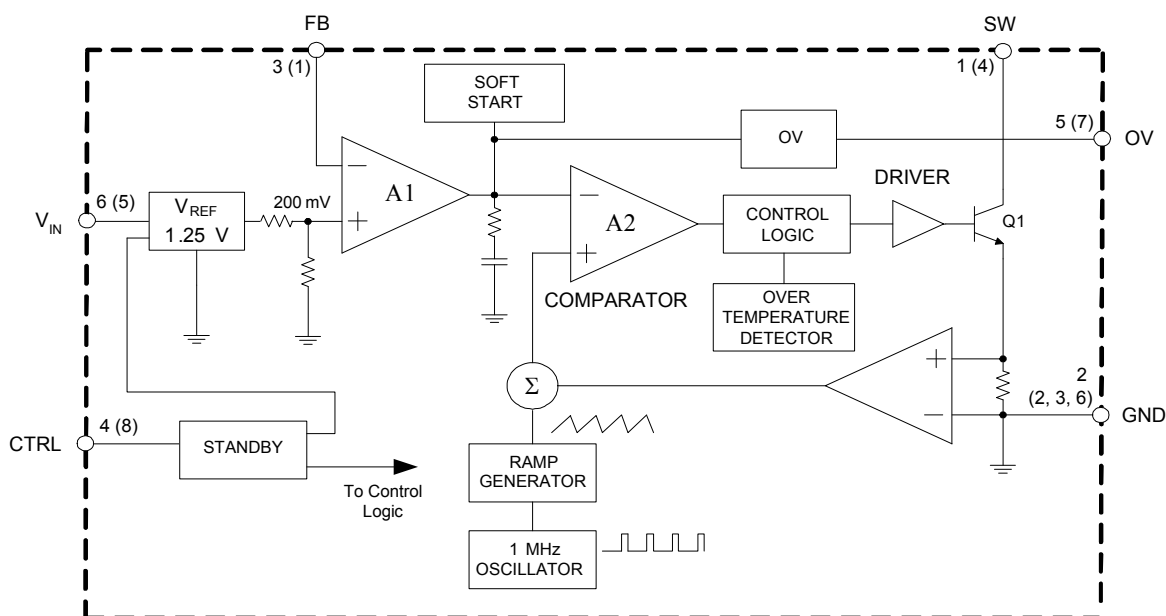 FB
SW
3 (1)
1 (4)
SOFT
START
5 (7)
OV
OV
6 (5)
V_IN
V_REF
1.25 V
200 mV
−
+
A1
−
+
A2
COMPARATOR
CONTROL
LOGIC
DRIVER
Q1
OVER
TEMPERATURE
DETECTOR
+
−
2
(2, 3, 6)
GND
Σ
CTRL
4 (8)
STANDBY
To Control
Logic
RAMP
GENERATOR
1 MHz
OSCILLATOR